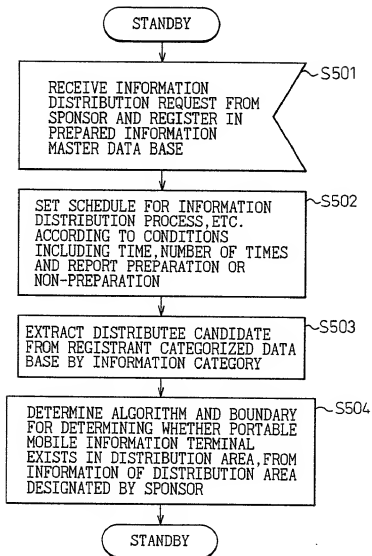 STANDBY
S501
RECEIVE INFORMATION
DISTRIBUTION REQUEST FROM
SPONSOR AND REGISTER IN
PREPARED INFORMATION
MASTER DATA BASE
S502
SET SCHEDULE FOR INFORMATION
DISTRIBUTION PROCESS,ETC.
ACCORDING TO CONDITIONS
INCLUDING TIME,NUMBER OF TIMES
AND REPORT PREPARATION OR
NON-PREPARATION
S503
EXTRACT DISTRIBUTEE CANDIDATE
FROM REGISTRANT CATEGORIZED DATA
BASE BY INFORMATION CATEGORY
S504
DETERMINE ALGORITHM AND BOUNDARY
FOR DETERMINING WHETHER PORTABLE
MOBILE INFORMATION TERMINAL
EXISTS IN DISTRIBUTION AREA,FROM
INFORMATION OF DISTRIBUTION AREA
DESIGNATED BY SPONSOR
STANDBY